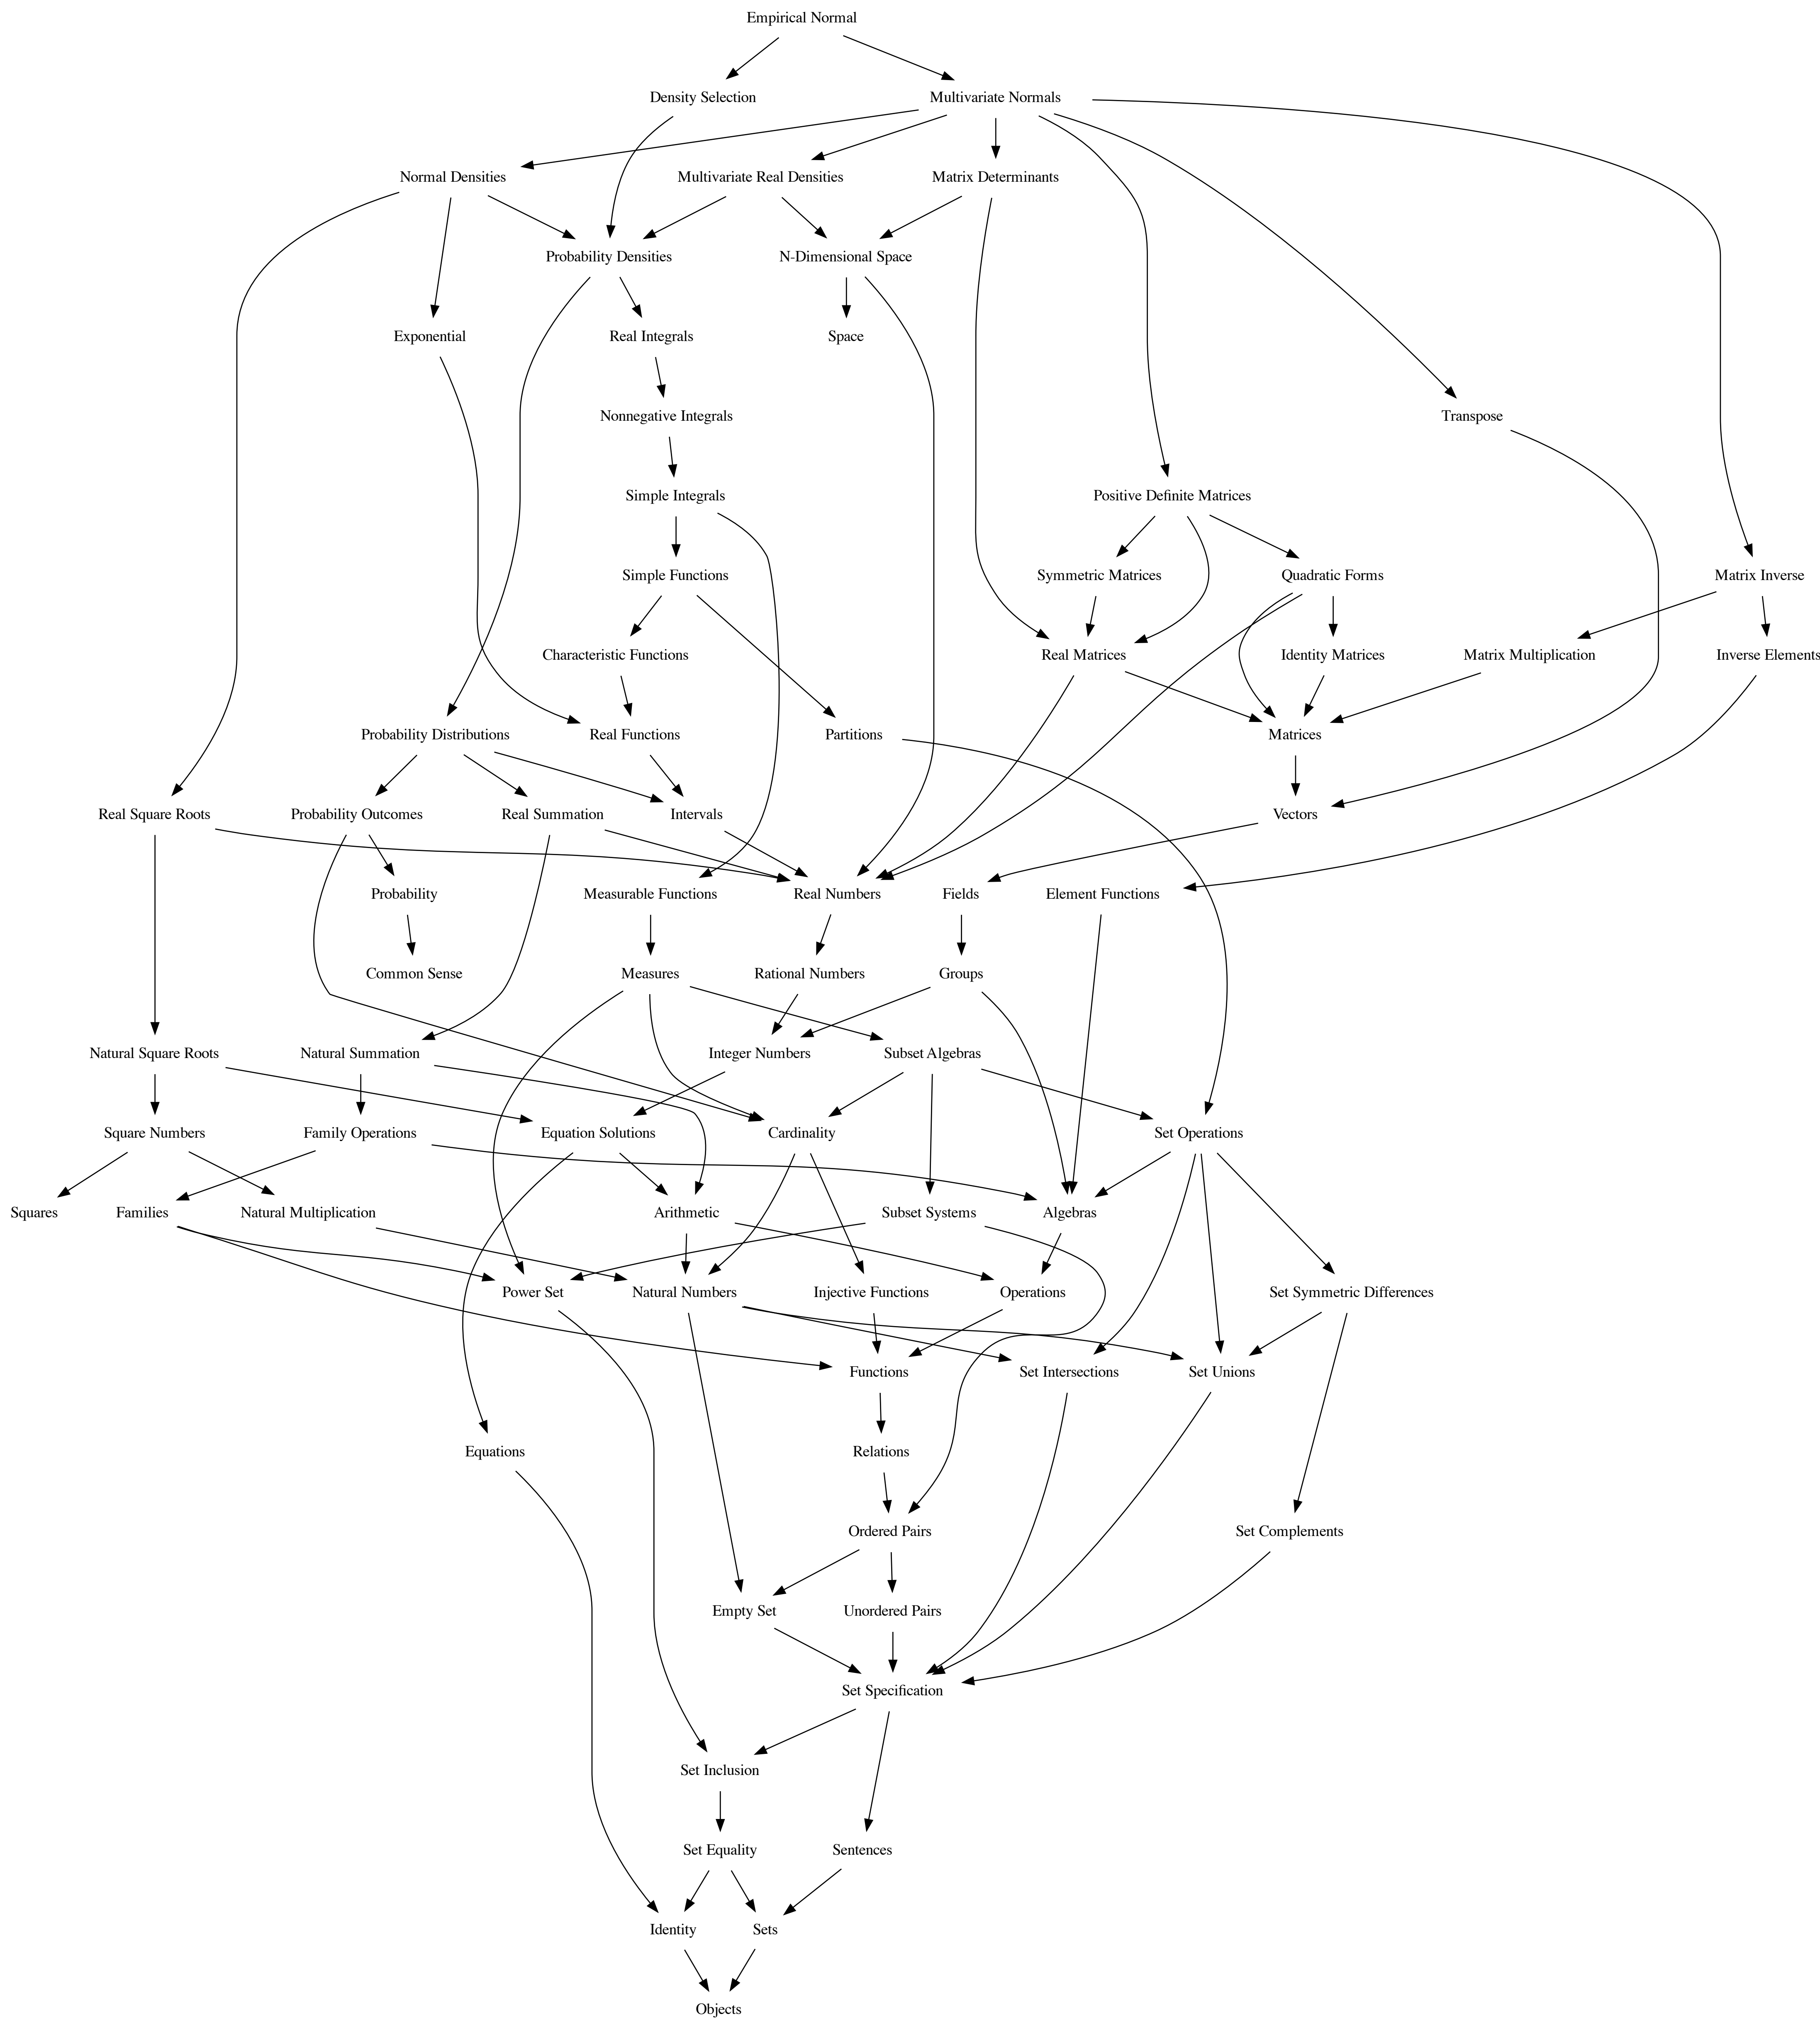 Empirical Normal
Density Selection
Multivariate Normals
Normal Densities
Multivariate Real Densities
Matrix Determinants
Probability Densities
N-Dimensional Space
Exponential
Real Integrals
Space
Nonnegative Integrals
Transpose
Simple Integrals
Positive Definite Matrices
Simple Functions
Symmetric Matrices
Quadratic Forms
Matrix Inverse
Characteristic Functions
Real Matrices
Identity Matrices
Matrix Multiplication
Inverse Elements
Probability Distributions
Real Functions
Partitions
Matrices
Real Square Roots
Probability Outcomes
Real Summation
Intervals
Vectors
Probability
Measurable Functions
Real Numbers
Fields
Element Functions
Common Sense
Measures
Rational Numbers
Groups
Natural Square Roots
Natural Summation
Integer Numbers
Subset Algebras
Square Numbers
Family Operations
Equation Solutions
Cardinality
Set Operations
Squares
Families
Natural Multiplication
Arithmetic
Subset Systems
Algebras
Power Set
Natural Numbers
Injective Functions
Operations
Set Symmetric Differences
Functions
Set Intersections
Set Unions
Equations
Relations
Ordered Pairs
Set Complements
Empty Set
Unordered Pairs
Set Specification
Set Inclusion
Set Equality
Sentences
Identity
Sets
Objects